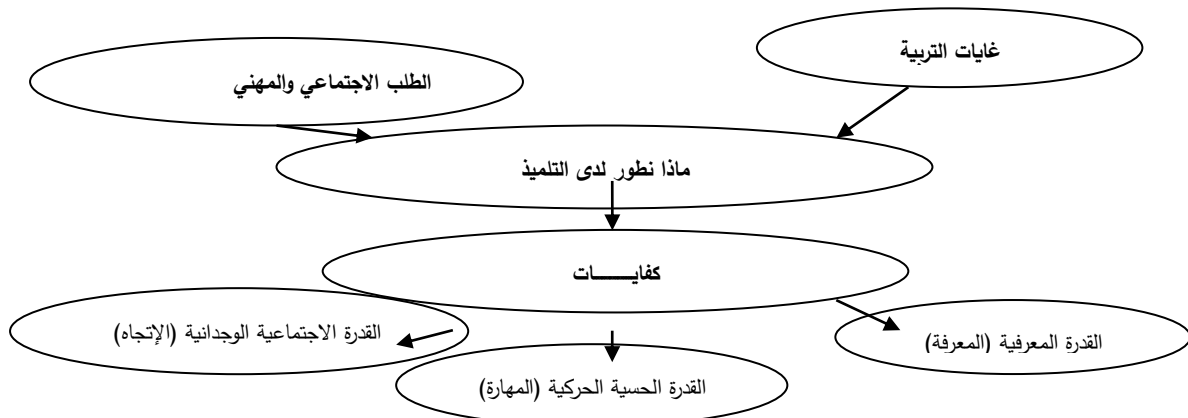 غايات التربية
الطلب الاجتماعي والمهني
ماذا نطور لدى التلميذ
كفايـــــــات
القدرة المعرفية (المعرفة)
القدرة الاجتماعية الوجدانية (الإتجاه)
القدرة الحسية الحركية (المهارة)